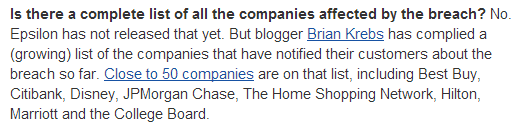 Is there a complete list of all the companies affected by the breach? No.
Epsilon has not released that yet. But blogger Brian Krebs has complied a
(growing) list of the companies that have notified their customers about the
breach so far. Close to 50 companies are on that list, including Best Buy,
Citibank, Disney, JPMorgan Chase, The Home Shopping Network, Hilton,
Marriott and the College Board.